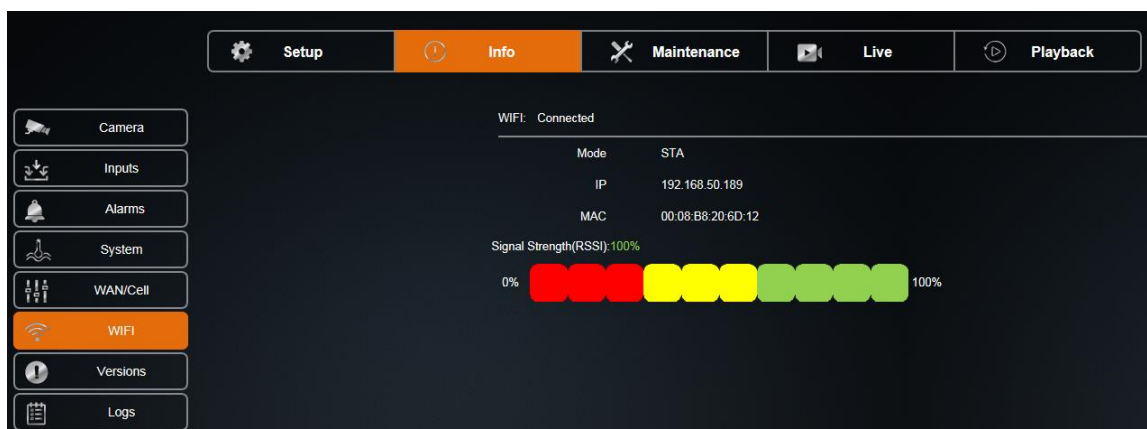 Setup
Info
Maintenance
Live
Playback
Camera
Inputs
Alarms
System
WAN/Cell
WIFI
Versions
Logs
WIFI: Connected
Mode STA
IP 192.168.50.189
MAC 00:08:B8:20:6D:12
Signal Strength(RSSI):100%
0% 100%